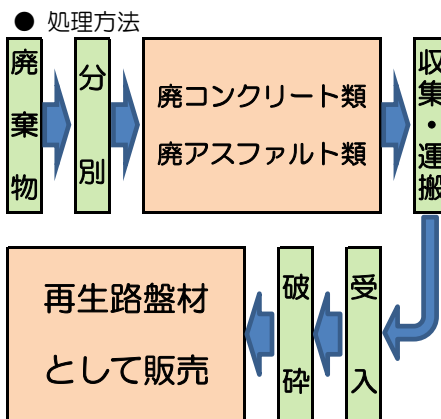 ● 処理方法
廃棄物
分別
廃コンクリート類
廃アスファルト類
収集・運搬
受入
破砕
再生路盤材
として販売